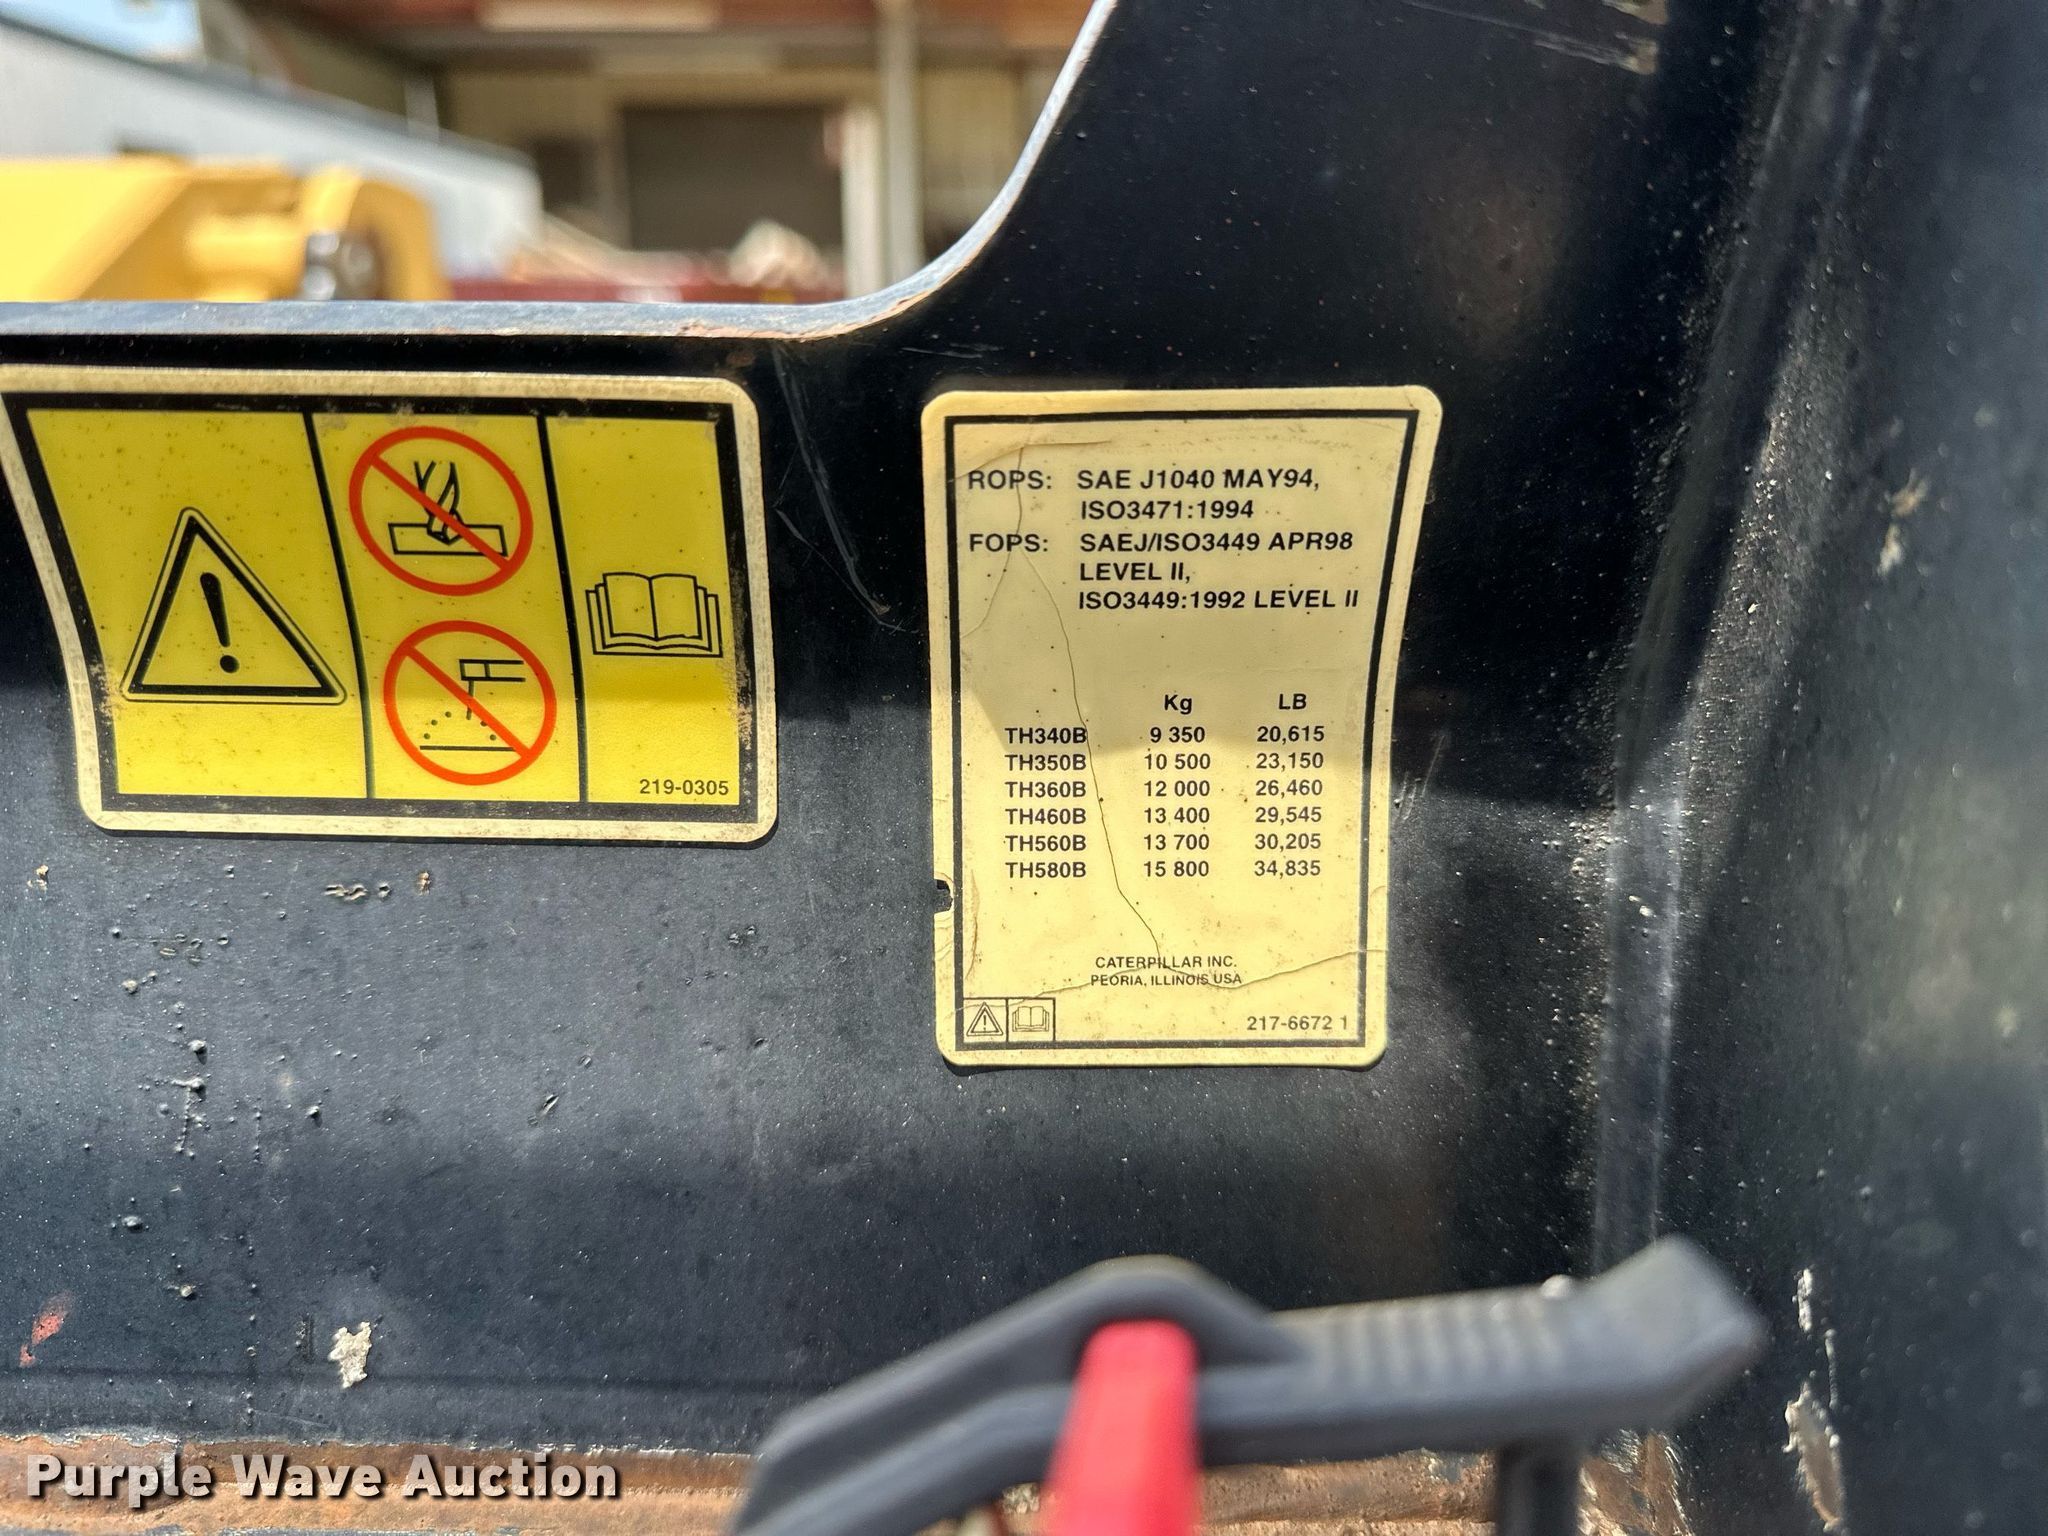 219-0305
ROPS: SAE J1040 MAY94,
ISO3471:1994
FOPS: SAEJ/ISO3449 APR98
LEVEL II,
ISO3449:1992 LEVEL II
Kg LB
TH340B 9 350 20,615
TH350B 10 500 23,150
TH360B 12 000 26,460
TH460B 13 400 29,545
TH560B 13 700 30,205
TH580B 15 800 34,835
CATERPILLAR INC.
PEORIA, ILLINOIS USA
217-6672 1
Purple Wave Auction